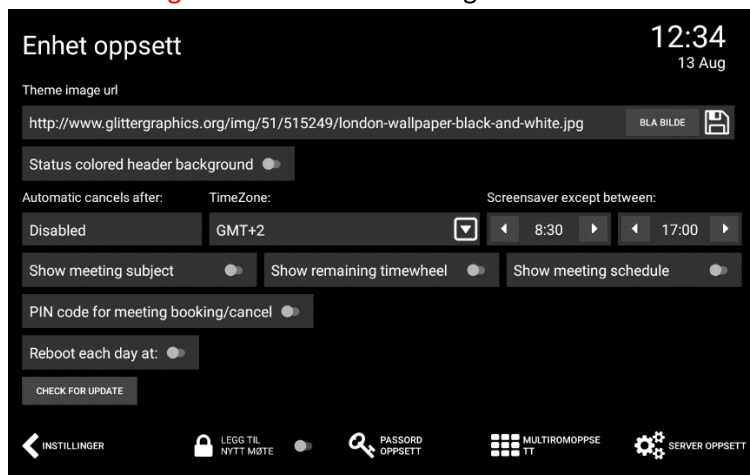 Enhet oppsett
12:34
13 Aug
Theme image url
http://www.glittergraphics.org/img/51/515249/london-wallpaper-black-and-white.jpg
BLA BILDE
Status colored header background
Automatic cancels after:
TimeZone:
Screensaver except between:
Disabled
GMT+2
8:30
17:00
Show meeting subject
Show remaining timewheel
Show meeting schedule
PIN code for meeting booking/cancel
Reboot each day at:
CHECK FOR UPDATE
INSTILLINGER
LEGG TIL
NYTT MØTE
PASSORD
OPPSETT
MULTIROMOPPSE
TT
SERVER OPPSETT